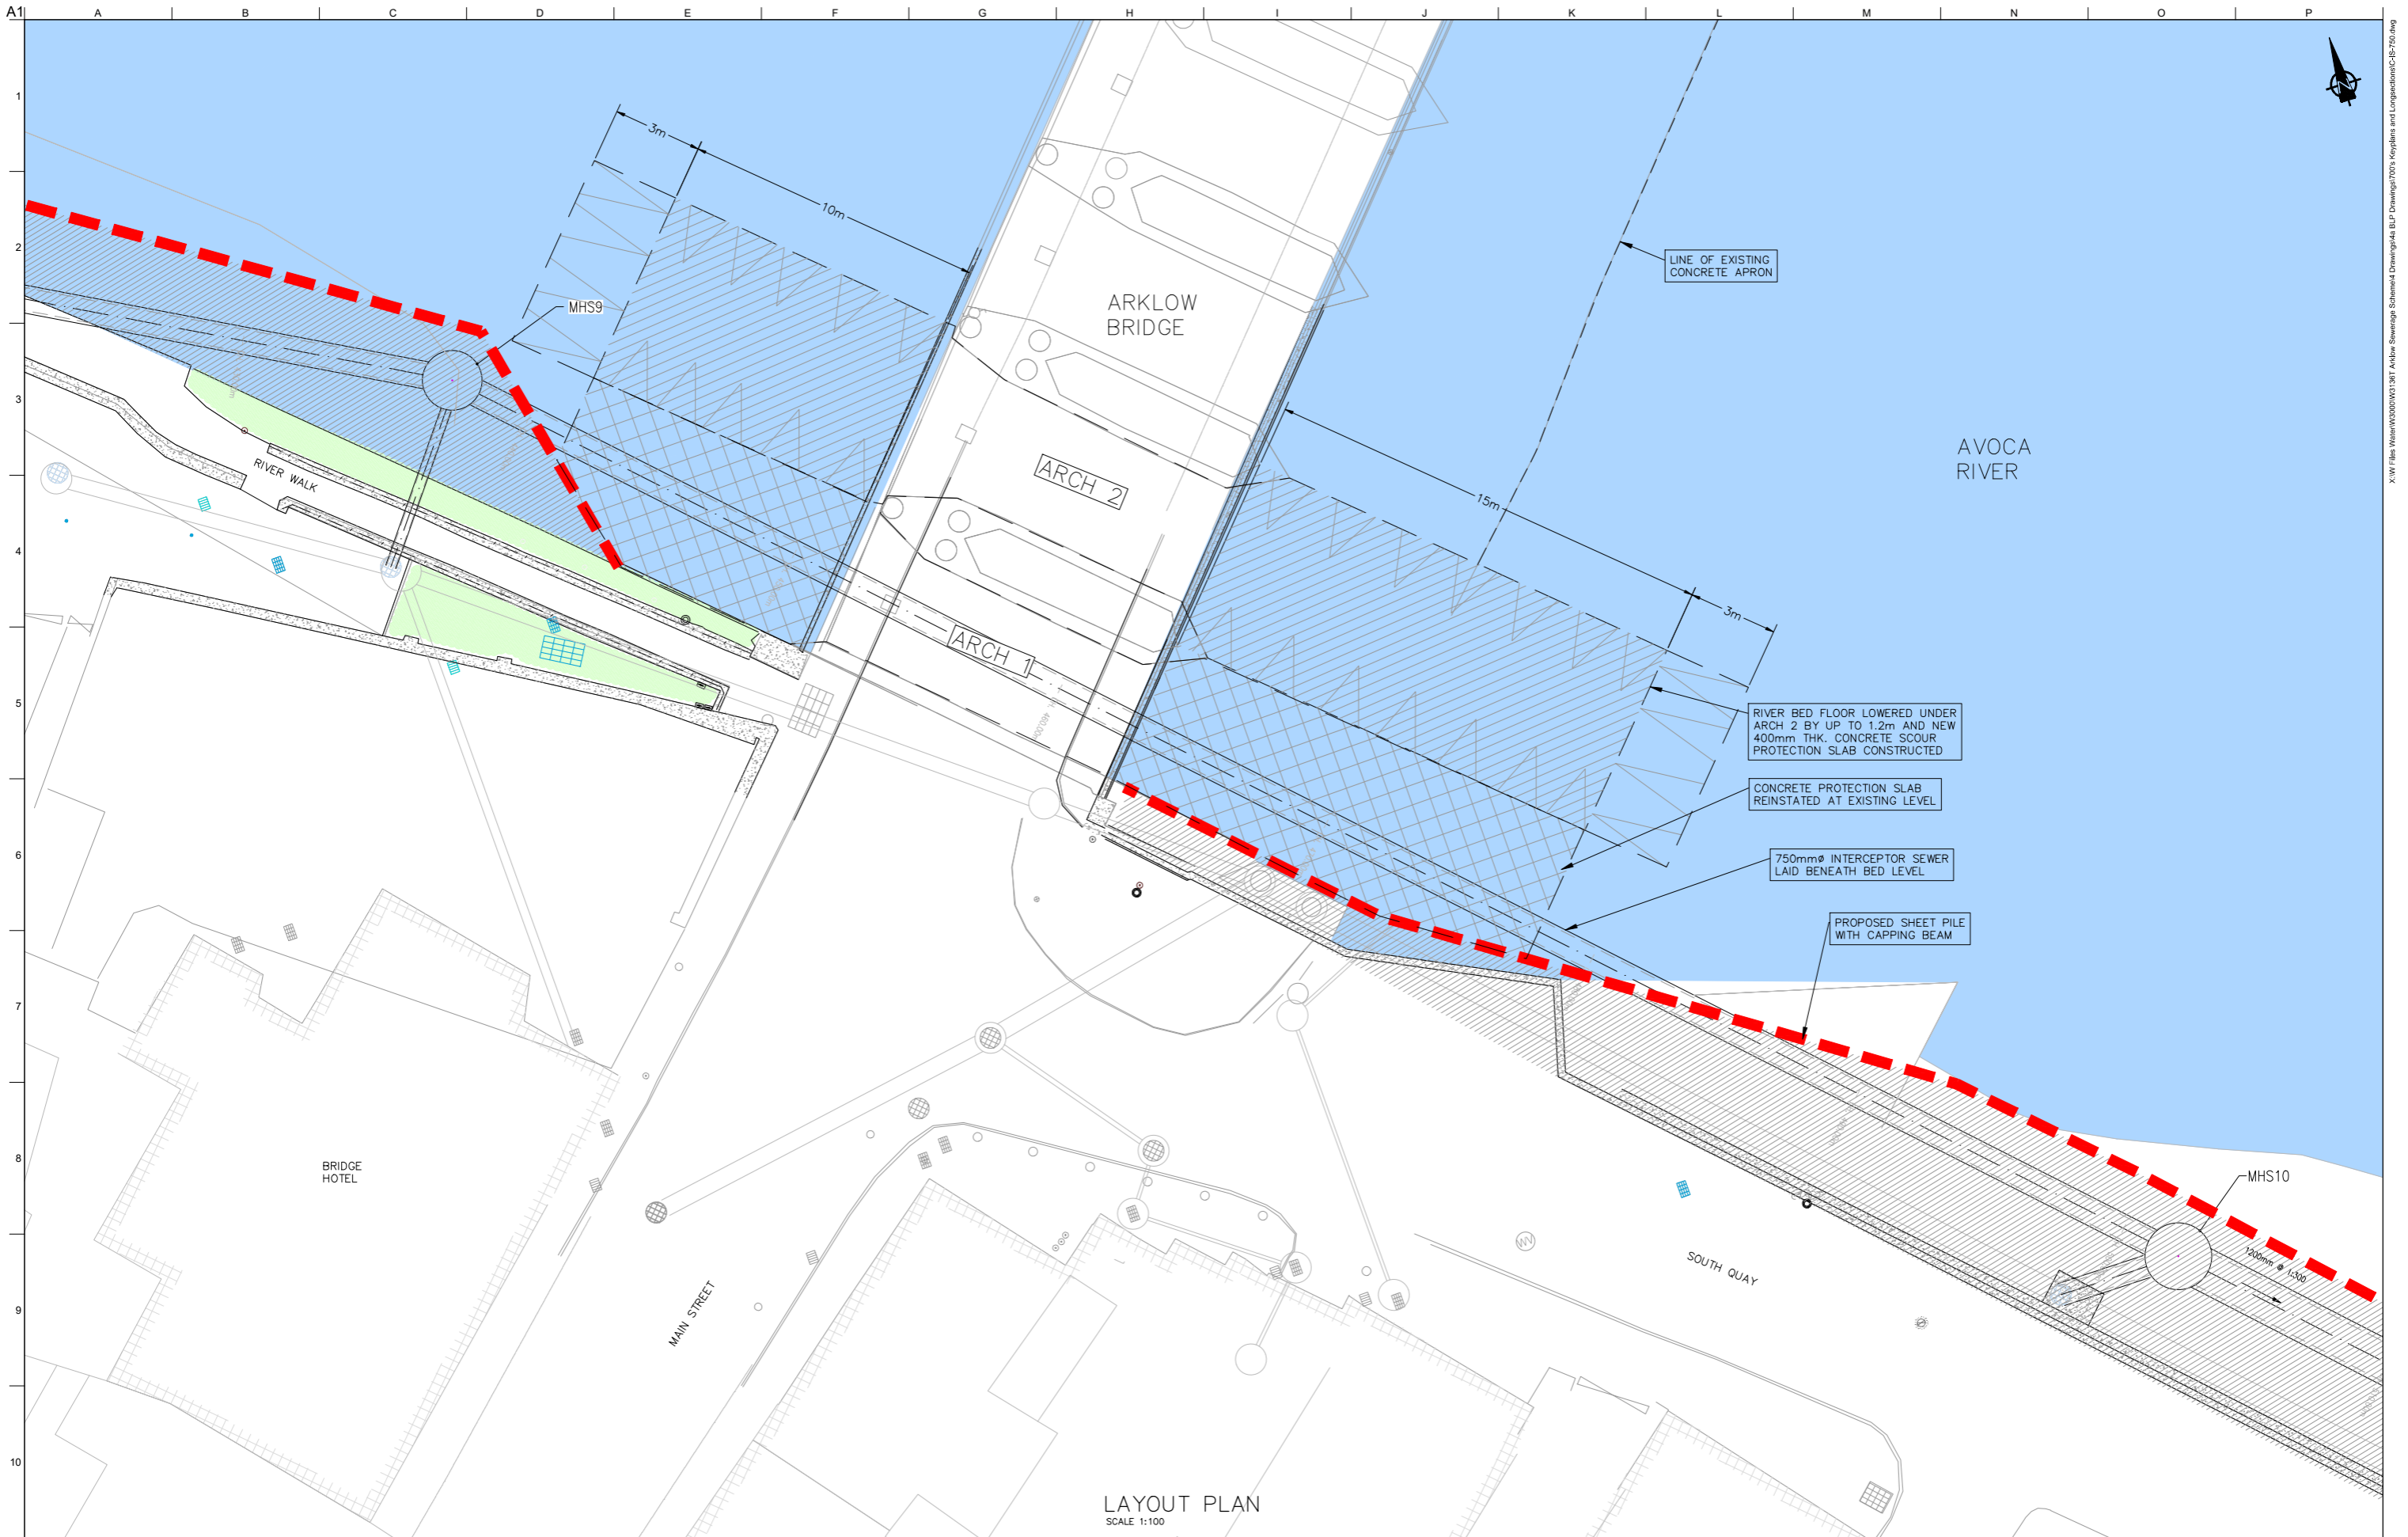 A1
A B C D E F G H I J K L M N O P
1
2
3
4
5
6
7
8
9
10
3m
10m
MHS9
ARKLOW
BRIDGE
LINE OF EXISTING
CONCRETE APRON
AVOCA
RIVER
ARCH 2
15m
3m
RIVER WALK
ARCH 1
RIVER BED FLOOR LOWERED UNDER
ARCH 2 BY UP TO 1.2m AND NEW
400mm THK. CONCRETE SCOUR
PROTECTION SLAB CONSTRUCTED
CONCRETE PROTECTION SLAB
REINSTATED AT EXISTING LEVEL
750mmø INTERCEPTOR SEWER
LAID BENEATH BED LEVEL
PROPOSED SHEET PILE
WITH CAPPING BEAM
BRIDGE
HOTEL
MAIN STREET
SOUTH QUAY
MHS10
1200mm ø 1:300
LAYOUT PLAN
SCALE 1:100